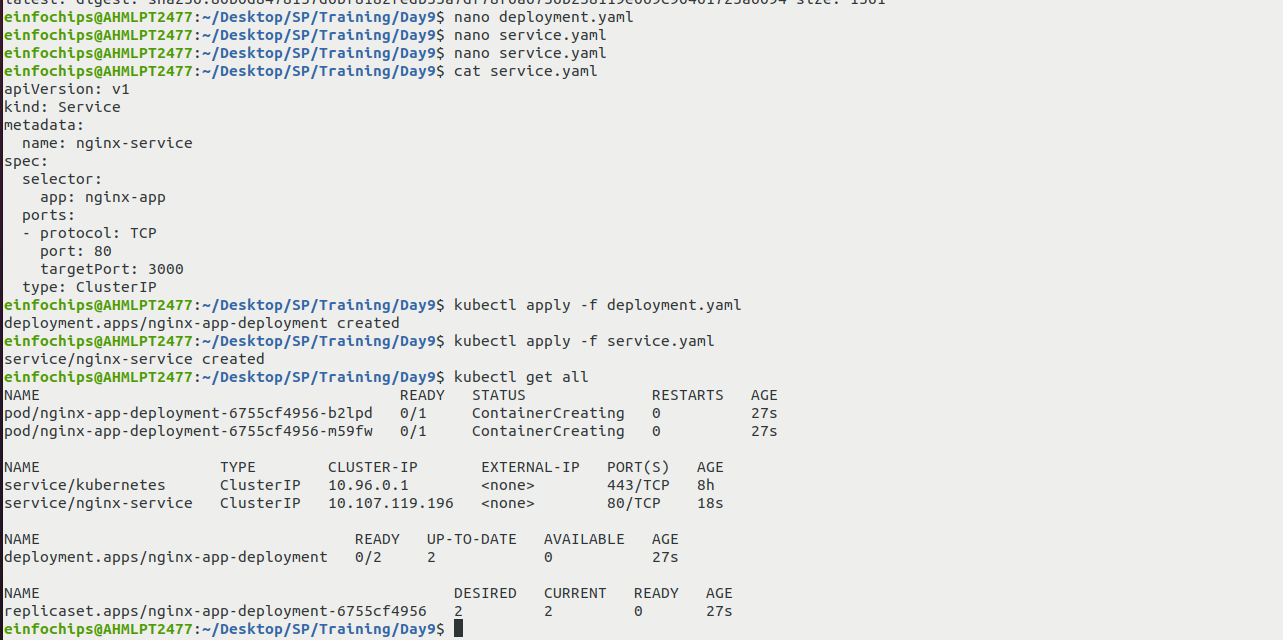 einfochips@AHMLPT2477:~/Desktop/SP/Training/Day9$ nano deployment.yaml
einfochips@AHMLPT2477:~/Desktop/SP/Training/Day9$ nano service.yaml
einfochips@AHMLPT2477:~/Desktop/SP/Training/Day9$ nano service.yaml
einfochips@AHMLPT2477:~/Desktop/SP/Training/Day9$ cat service.yaml
apiVersion: v1
kind: Service
metadata:
  name: nginx-service
spec:
  selector:
    app: nginx-app
  ports:
  - protocol: TCP
    port: 80
    targetPort: 3000
  type: ClusterIP
einfochips@AHMLPT2477:~/Desktop/SP/Training/Day9$ kubectl apply -f deployment.yaml
deployment.apps/nginx-app-deployment created
einfochips@AHMLPT2477:~/Desktop/SP/Training/Day9$ kubectl apply -f service.yaml
service/nginx-service created
einfochips@AHMLPT2477:~/Desktop/SP/Training/Day9$ kubectl get all
NAME                                        READY   STATUS              RESTARTS   AGE
pod/nginx-app-deployment-6755cf4956-b2lpd   0/1     ContainerCreating   0          27s
pod/nginx-app-deployment-6755cf4956-m59fw   0/1     ContainerCreating   0          27s
NAME                    TYPE        CLUSTER-IP       EXTERNAL-IP   PORT(S)   AGE
service/kubernetes      ClusterIP   10.96.0.1        <none>        443/TCP   8h
service/nginx-service   ClusterIP   10.107.119.196   <none>        80/TCP    18s
NAME                                   READY   UP-TO-DATE   AVAILABLE   AGE
deployment.apps/nginx-app-deployment   0/2     2            0           27s
NAME                                              DESIRED   CURRENT   READY   AGE
replicaset.apps/nginx-app-deployment-6755cf4956   2         2         0       27s
einfochips@AHMLPT2477:~/Desktop/SP/Training/Day9$